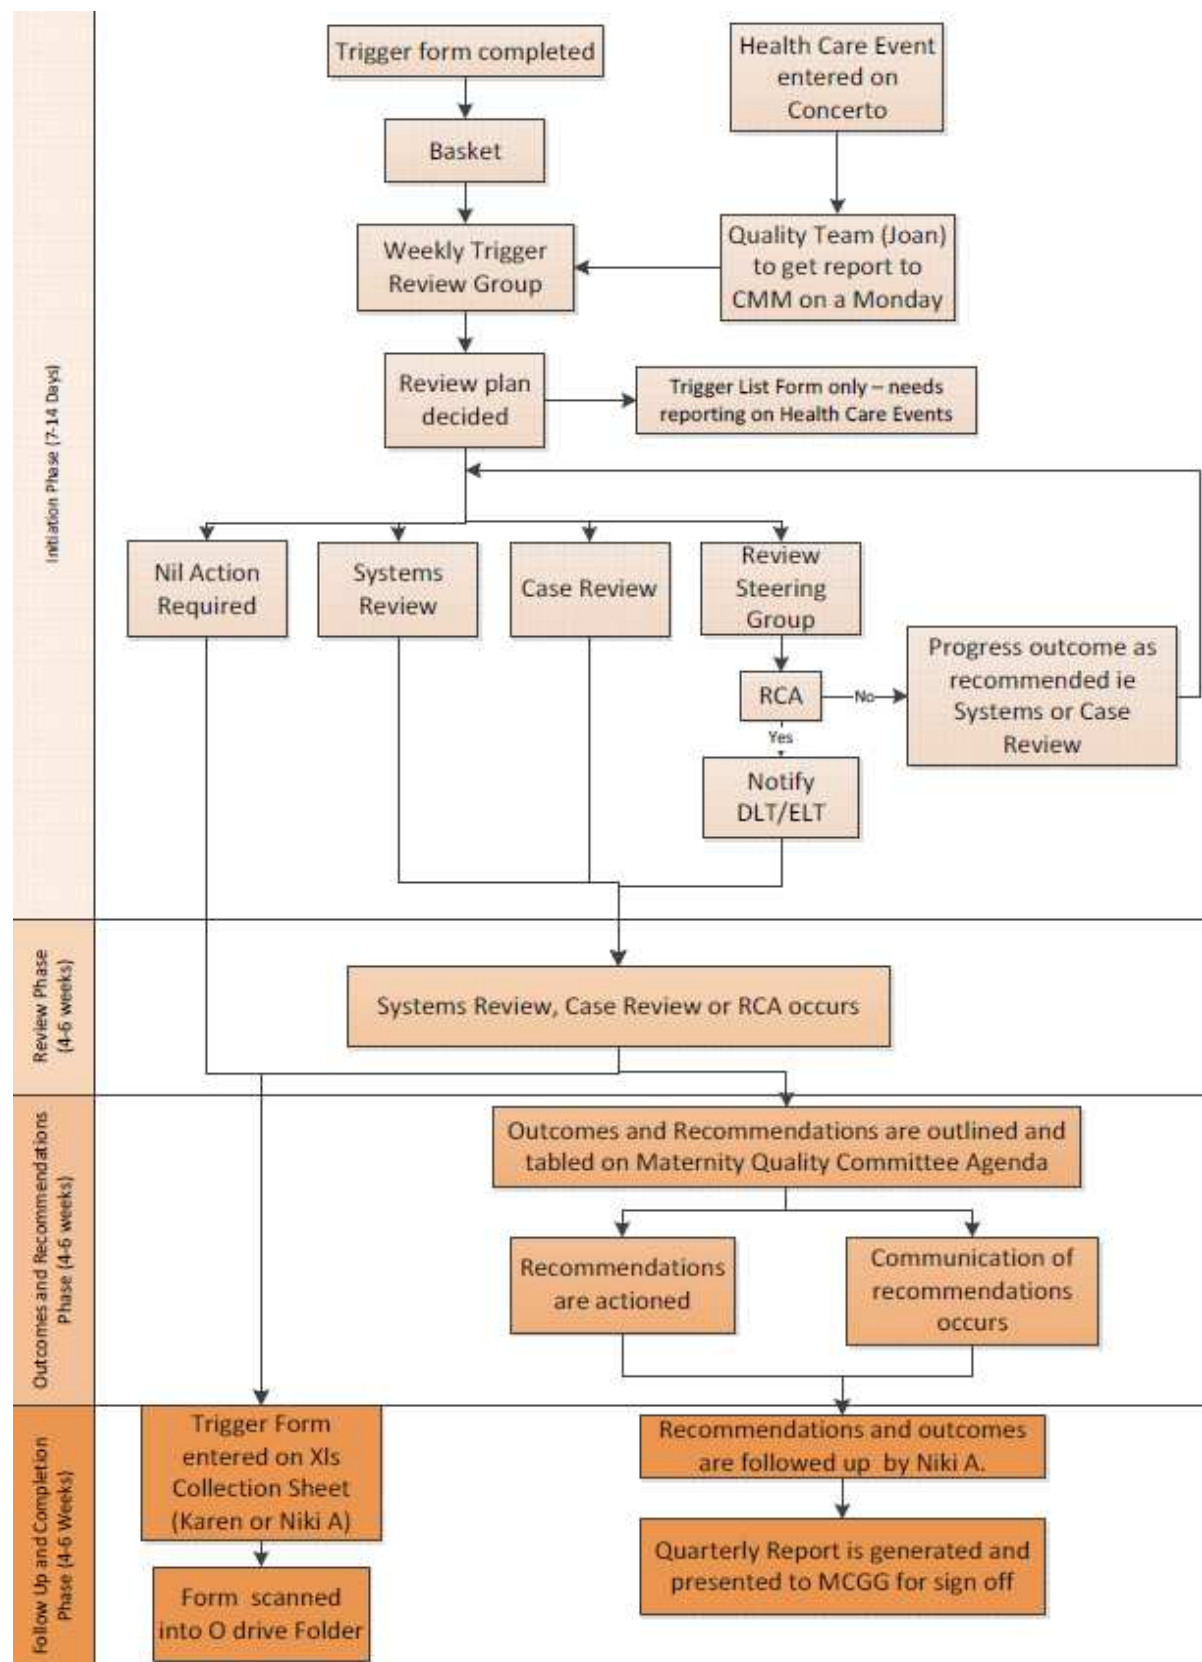 Trigger form completed
Health Care Event
entered on
Concerto
Basket
Weekly Trigger
Review Group
Quality Team (Joan)
to get report to
CMM on a Monday
Review plan
decided
Trigger List Form only – needs
reporting on Health Care Events
Initiation Phase (7-14 Days)
Nil Action
Required
Systems
Review
Case Review
Review
Steering
Group
RCA
No
Progress outcome as
recommended ie
Systems or Case
Review
Yes
Notify
DLT/ELT
Review Phase
(4-6 weeks)
Systems Review, Case Review or RCA occurs
Outcomes and Recommendations
Phase (4-6 weeks)
Outcomes and Recommendations are outlined and
tabled on Maternity Quality Committee Agenda
Recommendations
are actioned
Communication of
recommendations
occurs
Follow Up and Completion
Phase (4-6 Weeks)
Trigger Form
entered on Xls
Collection Sheet
(Karen or Niki A)
Recommendations and outcomes
are followed up by Niki A.
Form scanned
into O drive Folder
Quarterly Report is generated and
presented to MCGG for sign off